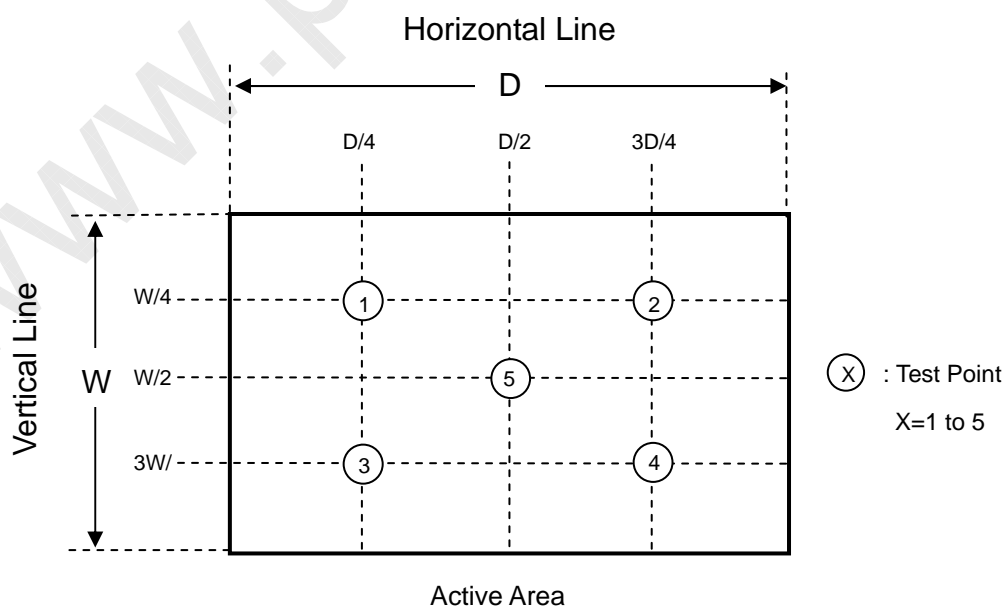 Horizontal Line
D
D/4 D/2 3D/4
Vertical Line
W
W/4
W/2
3W/
1 2
5
3 4
X : Test Point
X=1 to 5
Active Area
www.p